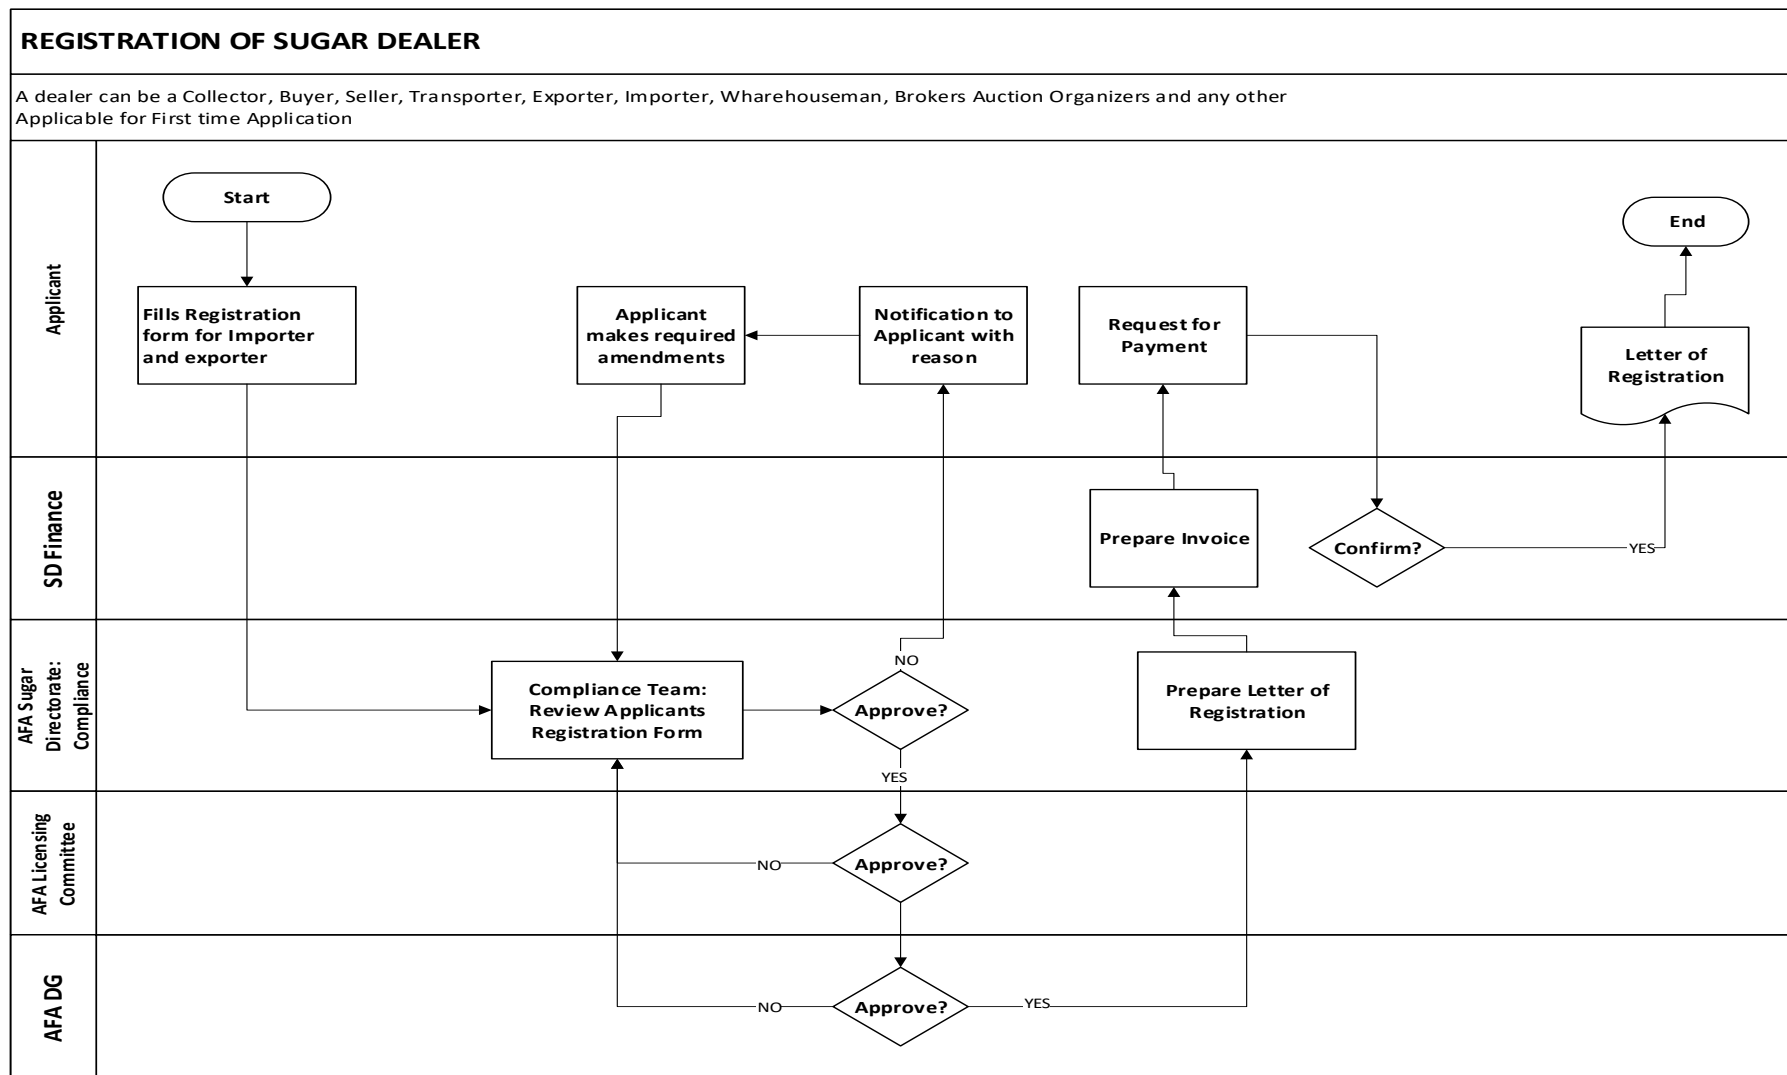 REGISTRATION OF SUGAR DEALER
A dealer can be a Collector, Buyer, Seller, Transporter, Exporter, Importer, Wharehouseman, Brokers Auction Organizers and any other
Applicable for First time Application
Applicant
Start
End
Fills Registration
form for Importer
and exporter
Applicant
makes required
amendments
Notification to
Applicant with
reason
Request for
Payment
Letter of
Registration
SD Finance
Prepare Invoice
Confirm?
YES
AFA Sugar
Directorate:
Compliance
Compliance Team:
Review Applicants
Registration Form
NO
Approve?
YES
Prepare Letter of
Registration
AFA Licensing
Committee
NO
Approve?
AFA DG
NO
Approve?
YES